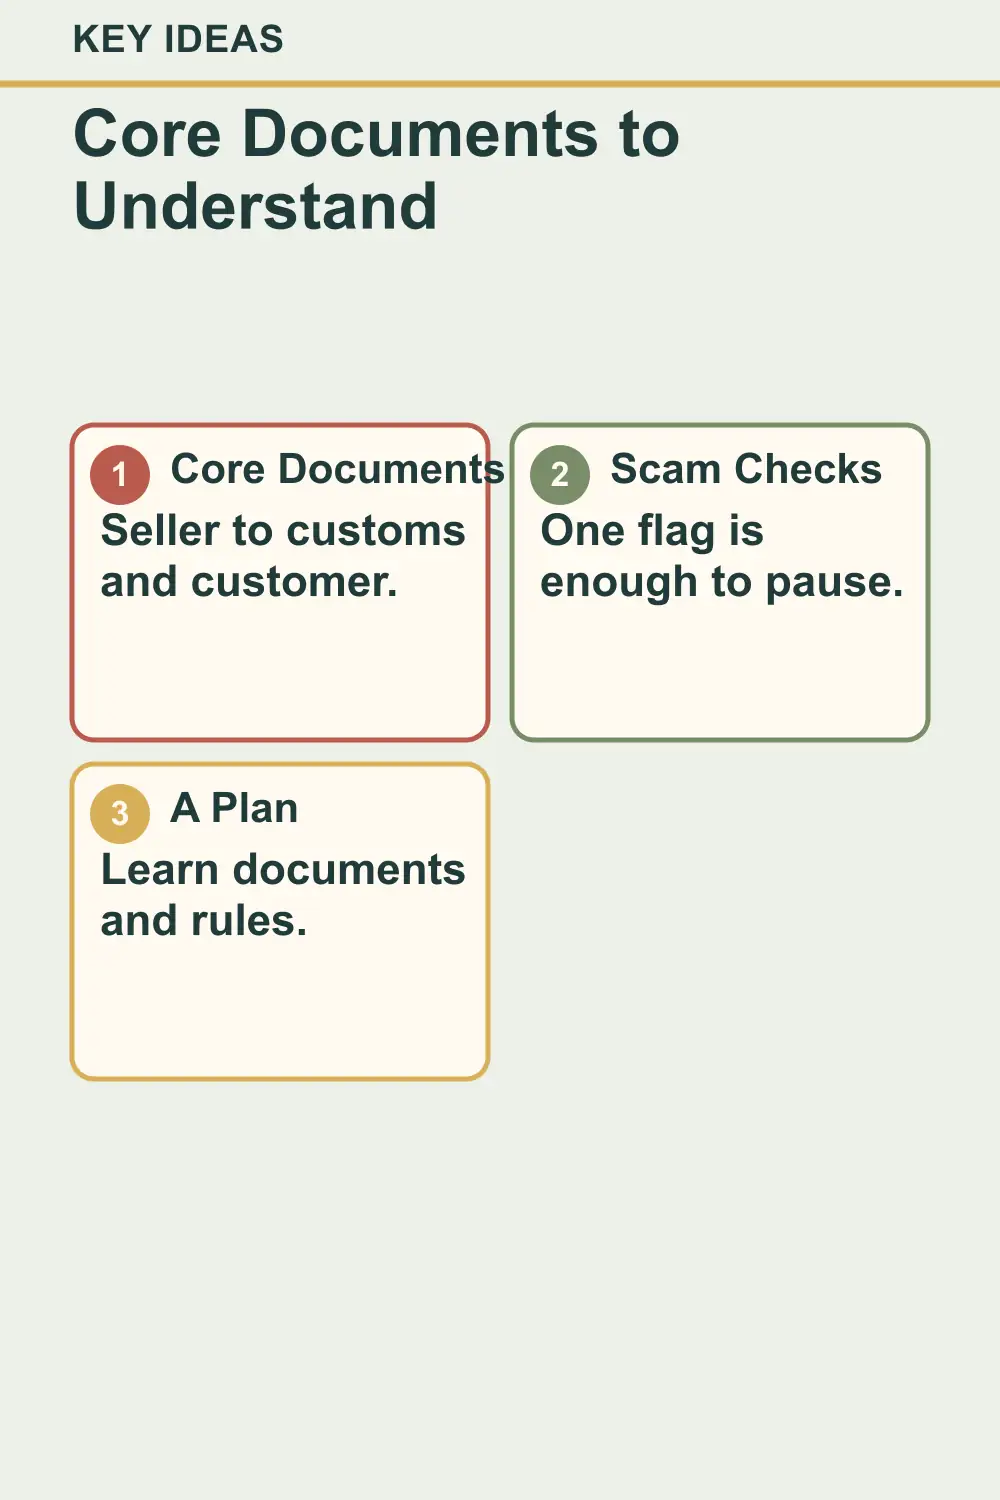 KEY IDEAS
Core Documents to
Understand
1 Core Documents
Seller to customs
and customer.
2 Scam Checks
One flag is
enough to pause.
3 A Plan
Learn documents
and rules.